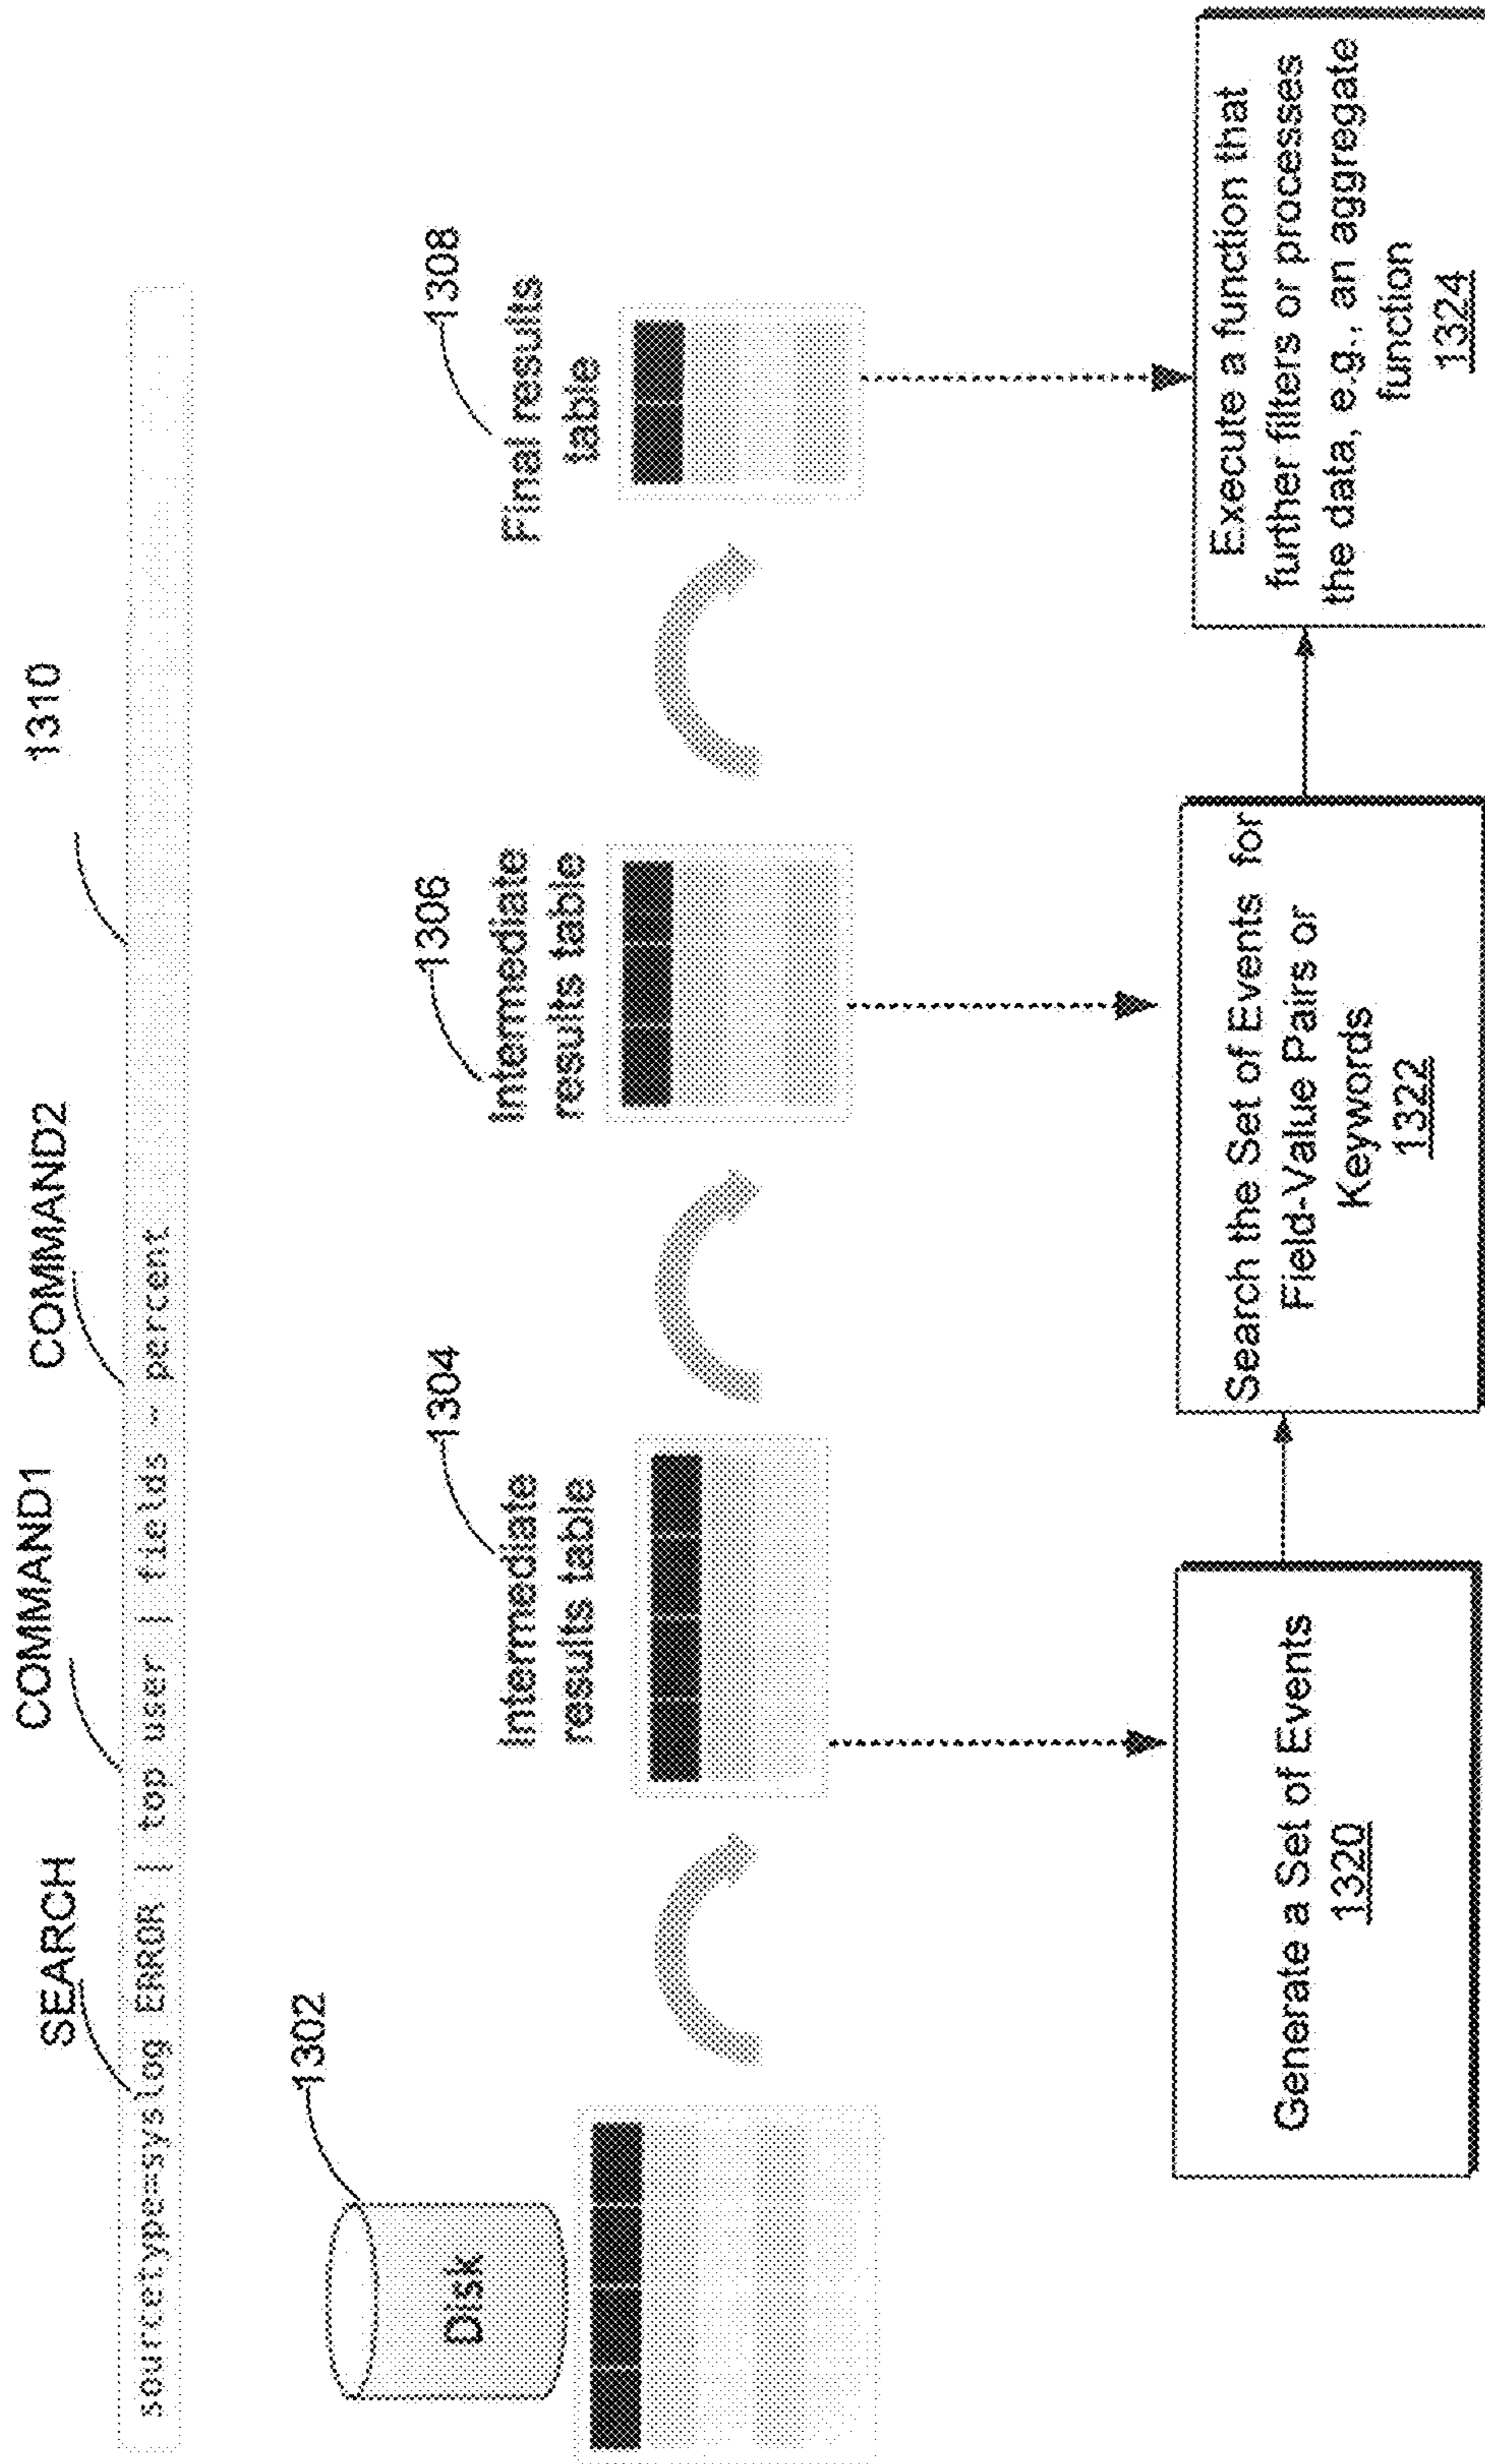 SEARCH
COMMAND1
COMMAND2
1310
sourcetype=syslog ERROR | top user | fields - percent
1302
Disk
1304
Intermediate
results table
1306
Intermediate
results table
1308
Final results
table
Generate a Set of Events
1320
Search the Set of Events for
Field-Value Pairs or
Keywords
1322
Execute a function that
further filters or processes
the data, e.g., an aggregate
function
1324